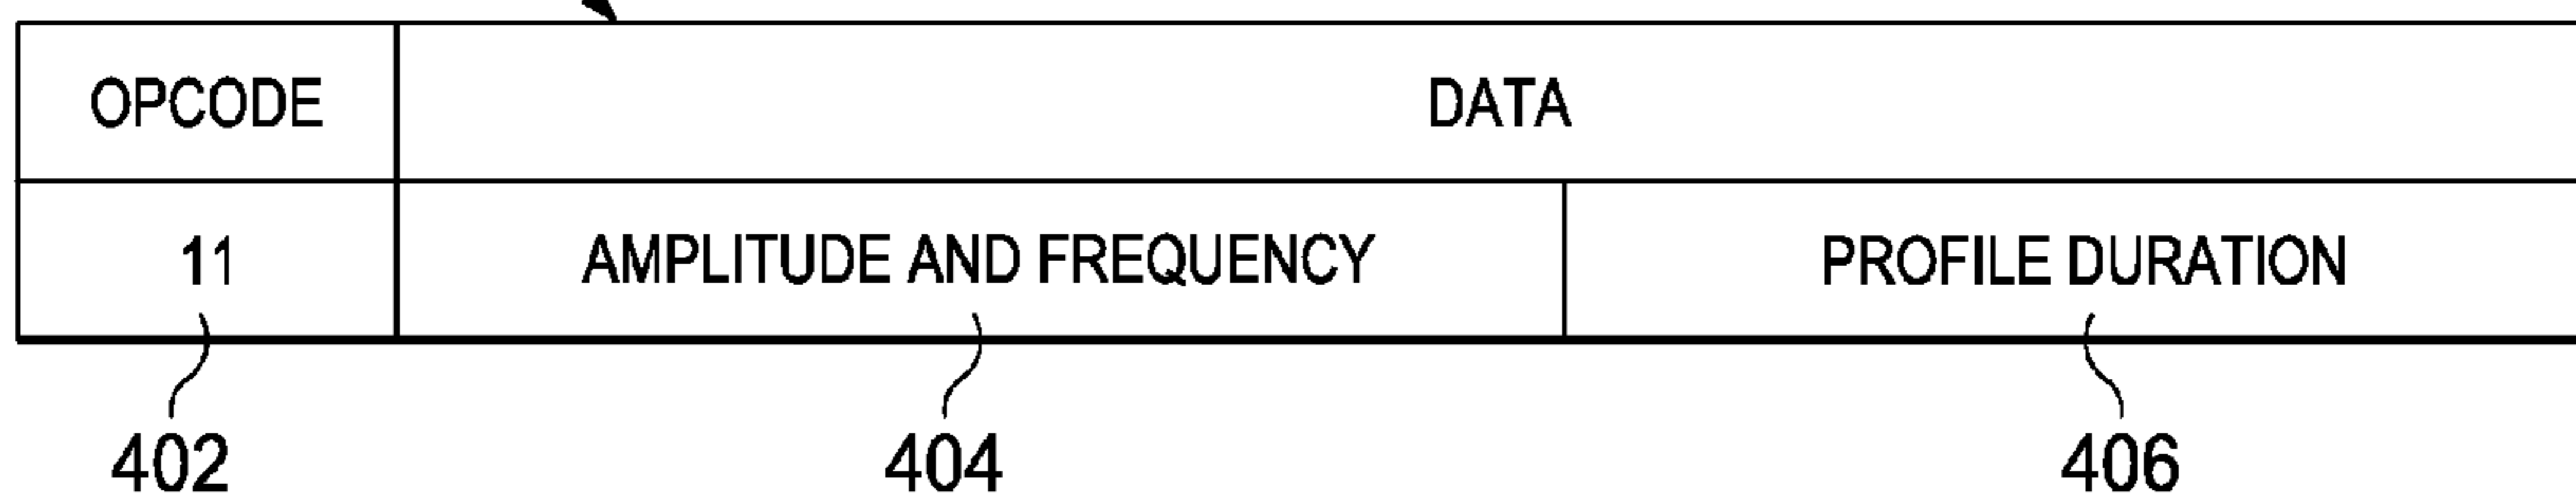 OPCODE DATA
11 AMPLITUDE AND FREQUENCY PROFILE DURATION
402 404 406